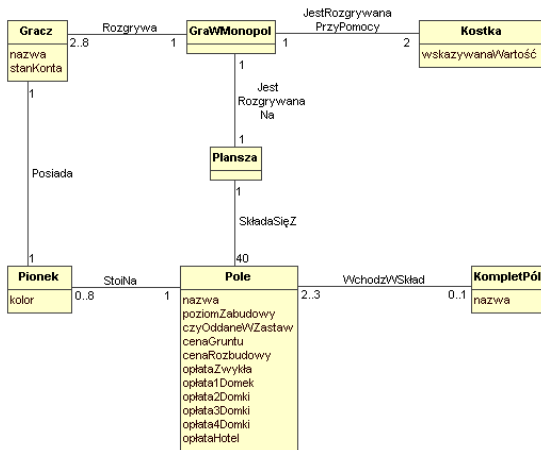 JestRozgrywana
PrzyPomocy
Gracz
Rozgrywa
GraWMonopol
Kostka
2..8
1
1
2
nazwa
stanKonta
wskazywanaWartość
1
1
Jest
Rozgrywana
Na
1
Plansza
Posiada
1
SkładaSięZ
1
40
Pionek
StoiNa
Pole
WchodzWSkład
KompletPól
kolor
0..8
1
2..3
0..1
nazwa
nazwa
poziomZabudowy
czyOddaneWZastaw
cenaGruntu
cenaRozbudowy
opłataZwykła
opłata1Domek
opłata2Domki
opłata3Domki
opłata4Domki
opłataHotel